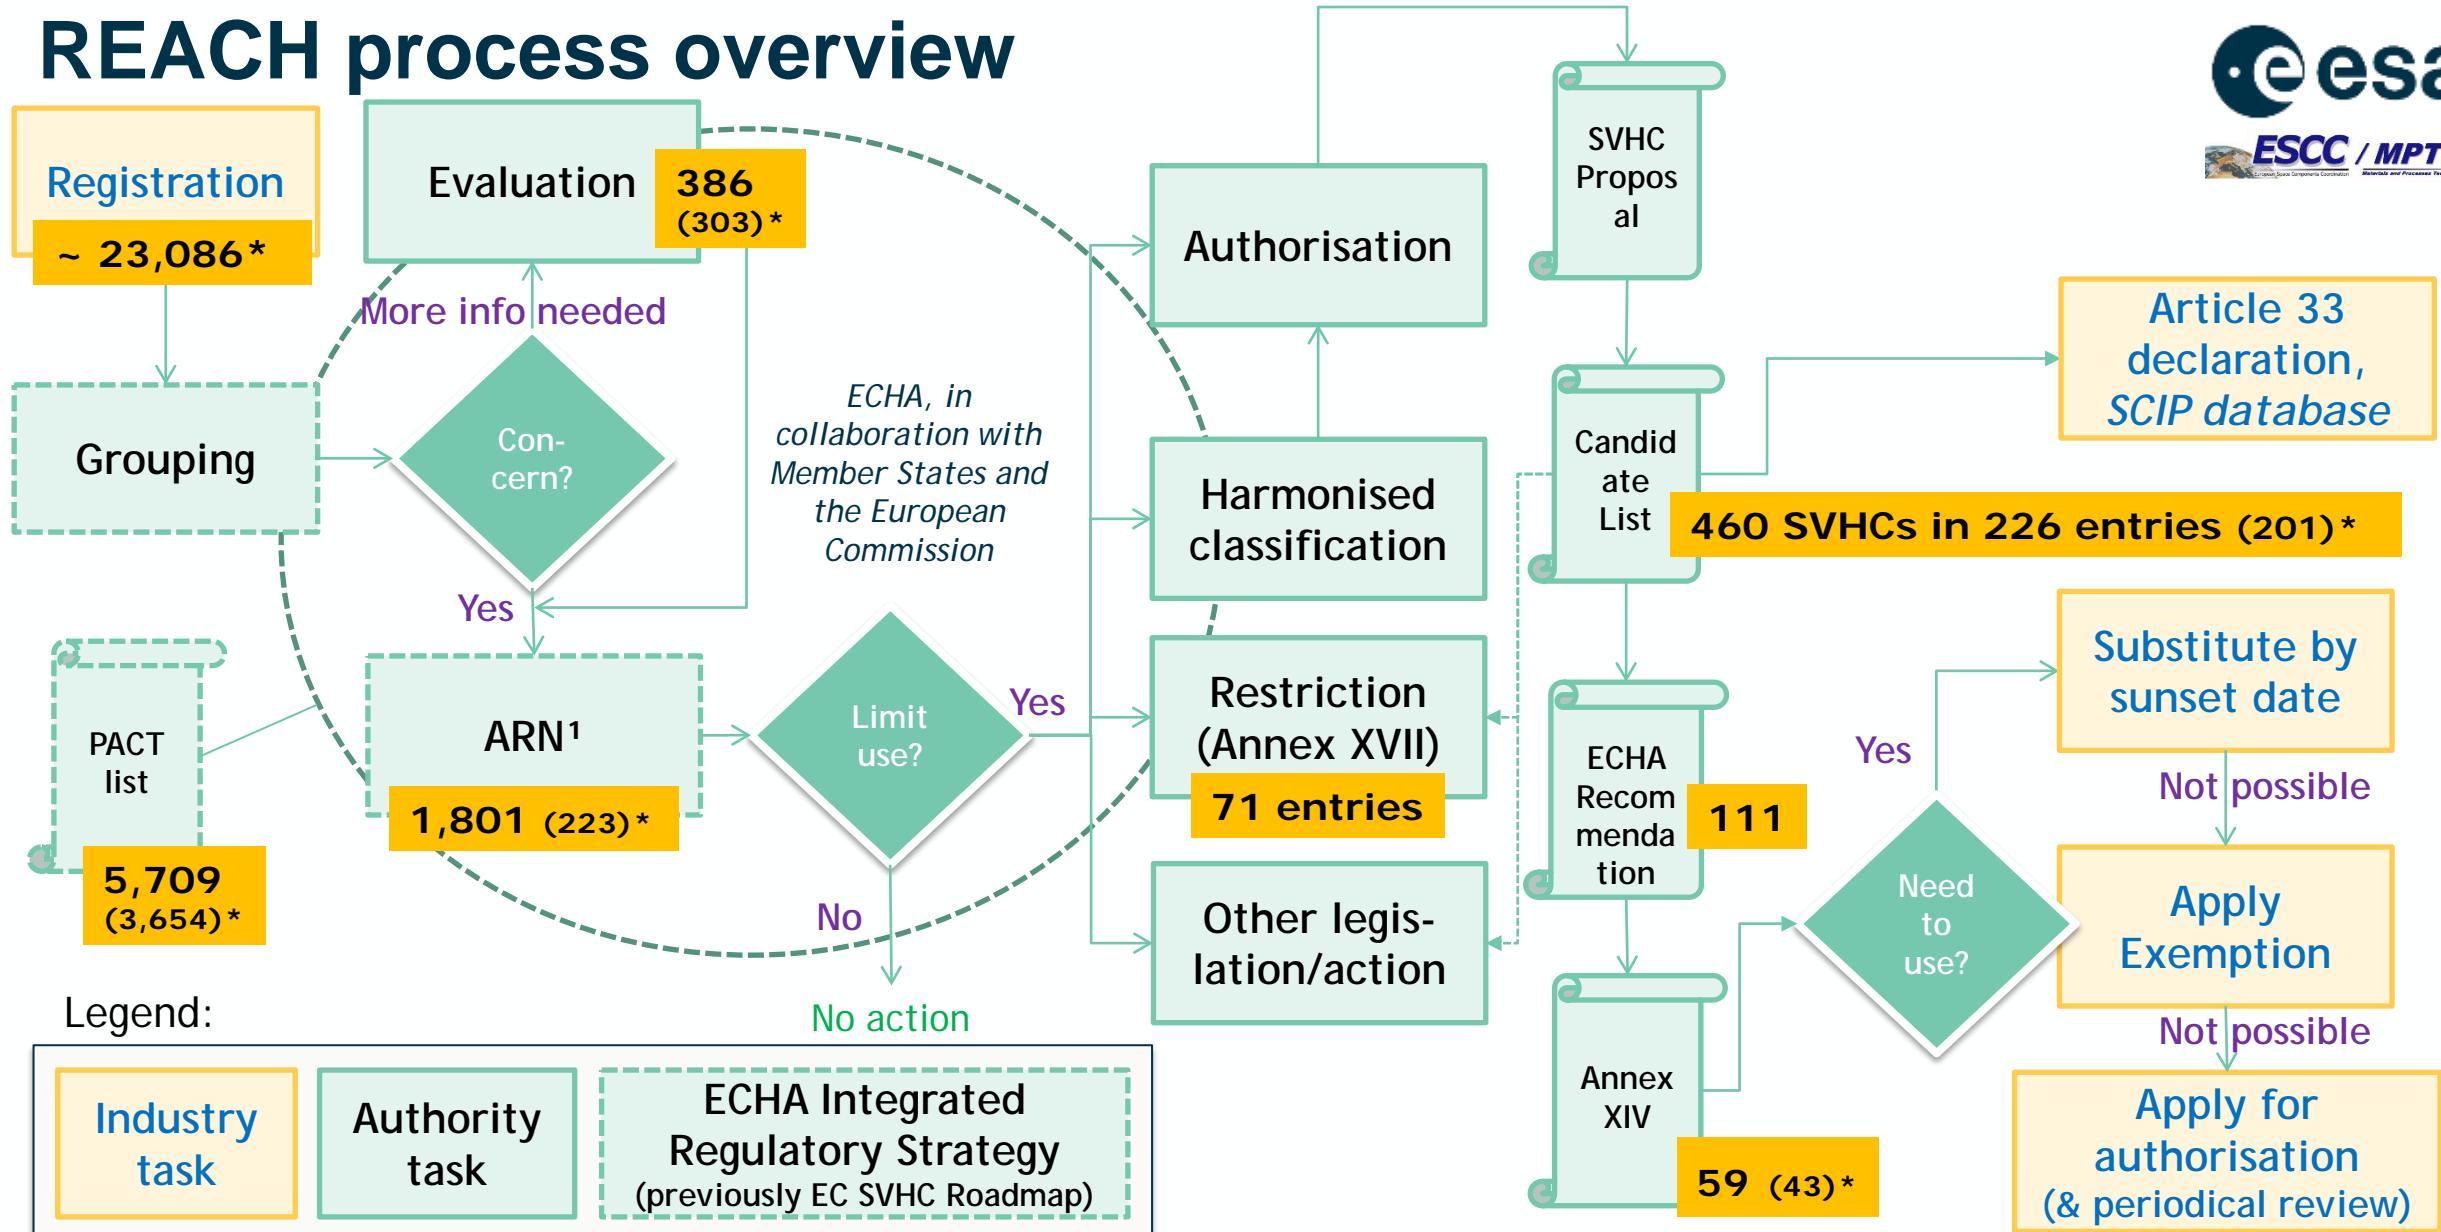 REACH process overview
esa
ESCC / MPT
European Space Components Coordination
Registration
~ 23,086*
Evaluation
386
(303)*
More info needed
Grouping
Con-
cern?
Yes
ECHA, in
collaboration with
Member States and
the European
Commission
PACT
list
5,709
(3,654)*
ARN¹
1,801 (223)*
Limit
use?
Yes
No
No action
Authorisation
Harmonised
classification
Restriction
(Annex XVII)
71 entries
Other legis-
lation/action
SVHC
Propos
al
Candid
ate
List
460 SVHCs in 226 entries (201)*
Article 33
declaration,
SCIP database
ECHA
Recom
menda
tion
111
Annex
XIV
59 (43)*
Need
to
use?
Yes
Substitute by
sunset date
Not possible
Apply
Exemption
Not possible
Apply for
authorisation
(& periodical review)
Legend:
Industry
task
Authority
task
ECHA Integrated
Regulatory Strategy
(previously EC SVHC Roadmap)